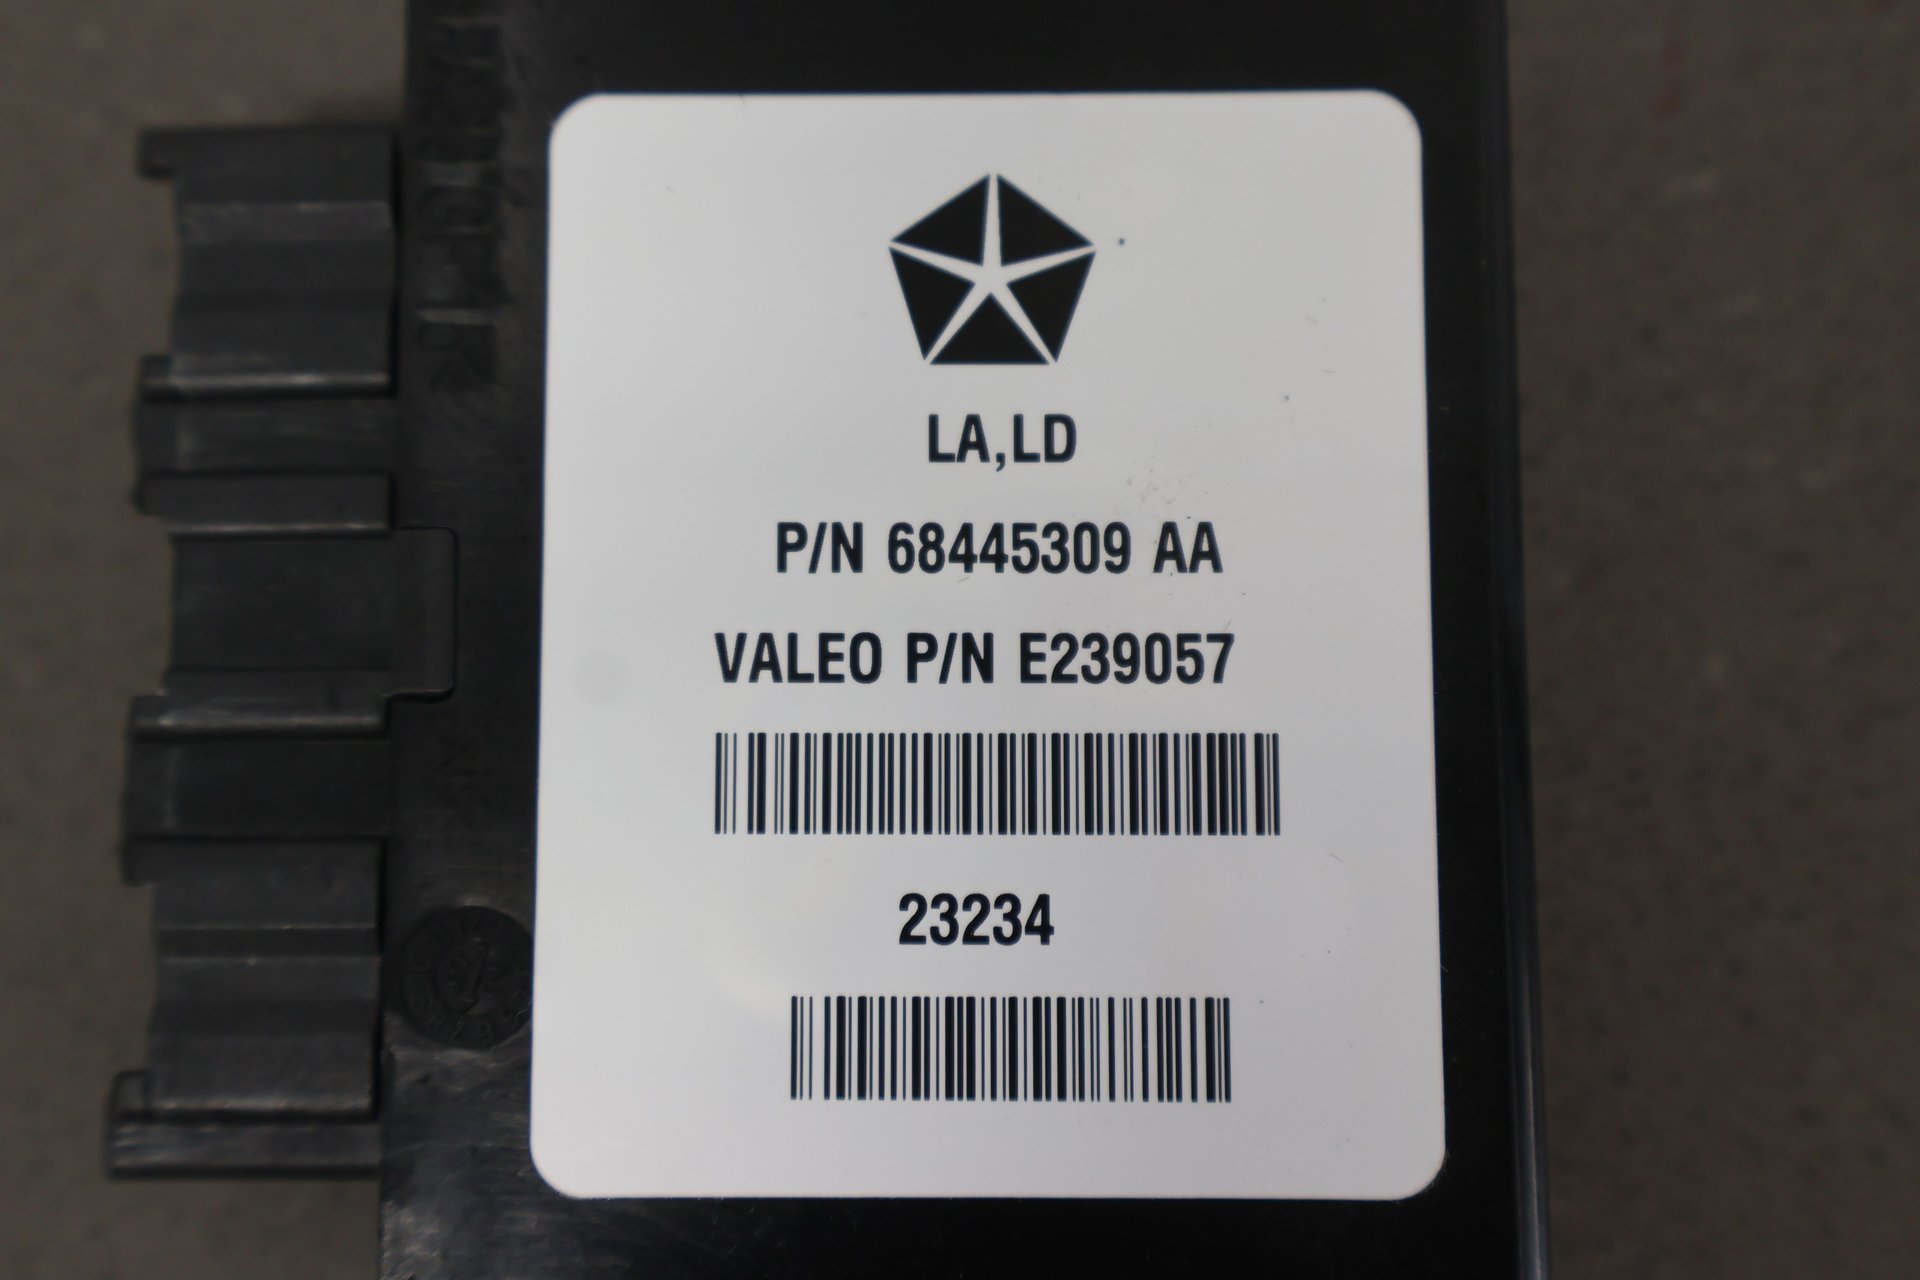 LA,LD
P/N 68445309 AA
VALEO P/N E239057
23234